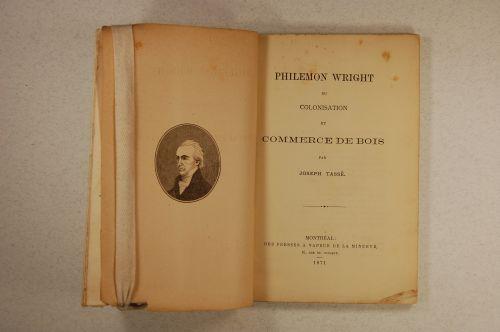 PHILEMON WRIGHT
OU
COLONISATION
ET
COMMERCE DE BOIS
PAR
JOSEPH TASSÉ.
MONTRÉAL:
DES PRESSES A VAPEUR DE LA MINERVE,
1871